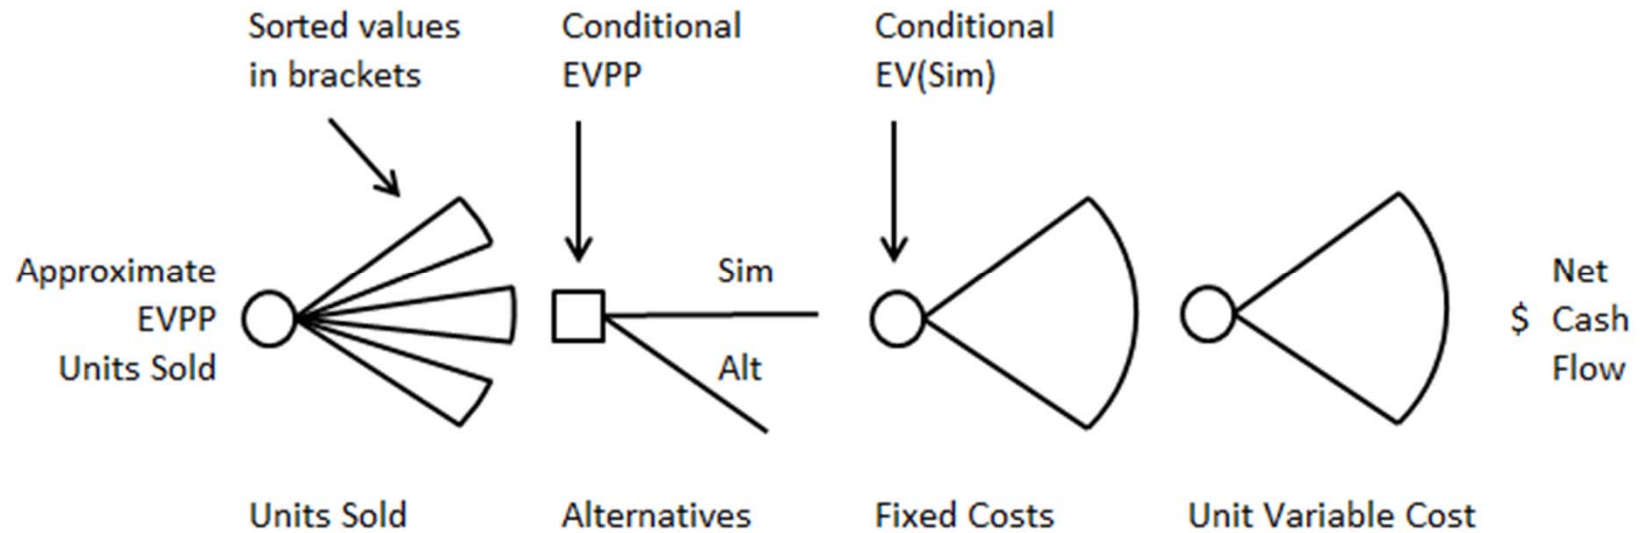 Sorted values
in brackets
Conditional
EVPP
Conditional
EV(Sim)
Approximate
EVPP
Units Sold
Sim
Alt
Net
$ Cash
Flow
Units Sold
Alternatives
Fixed Costs
Unit Variable Cost